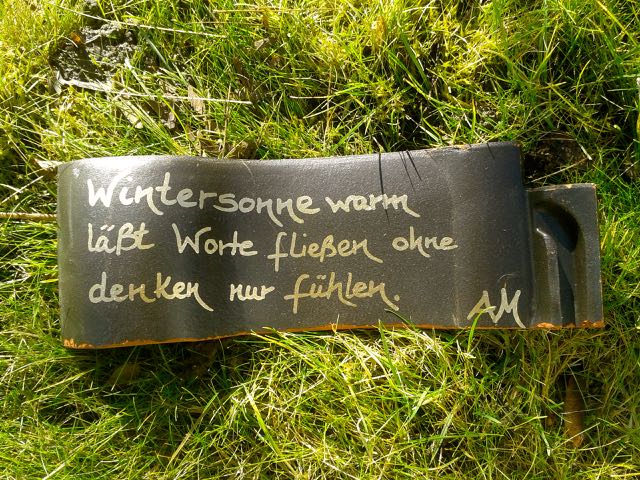 Wintersonne warm
läßt Worte fließen ohne
denken nur fühlen.
AM